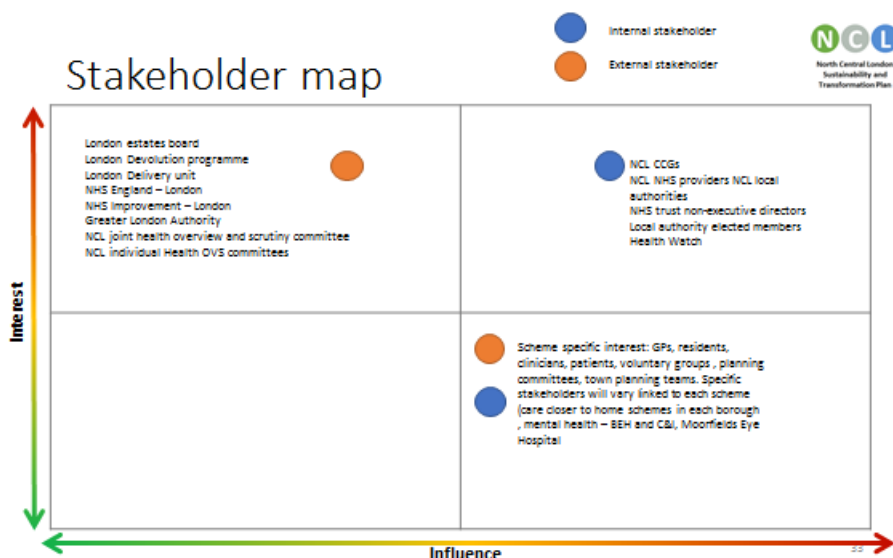 Internal stakeholder
External stakeholder
NCL
North Central London
Sustainability and
Transformation Plan
Stakeholder map
London estates board
London Devolution programme
London Delivery unit
NHS England – London
NHS Improvement – London
Greater London Authority
NCL joint health overview and scrutiny committee
NCL individual Health OVS committees
NCL CCGs
NCL NHS providers NCL local
authorities
NHS trust non-executive directors
Local authority elected members
Health Watch
Interest
Scheme specific interest: GPs, residents,
clinicians, patients, voluntary groups , planning
committees, town planning teams. Specific
stakeholders will vary linked to each scheme
(care closer to home schemes in each borough
, mental health – BEH and C&I, Moorfields Eye
Hospital
Influence